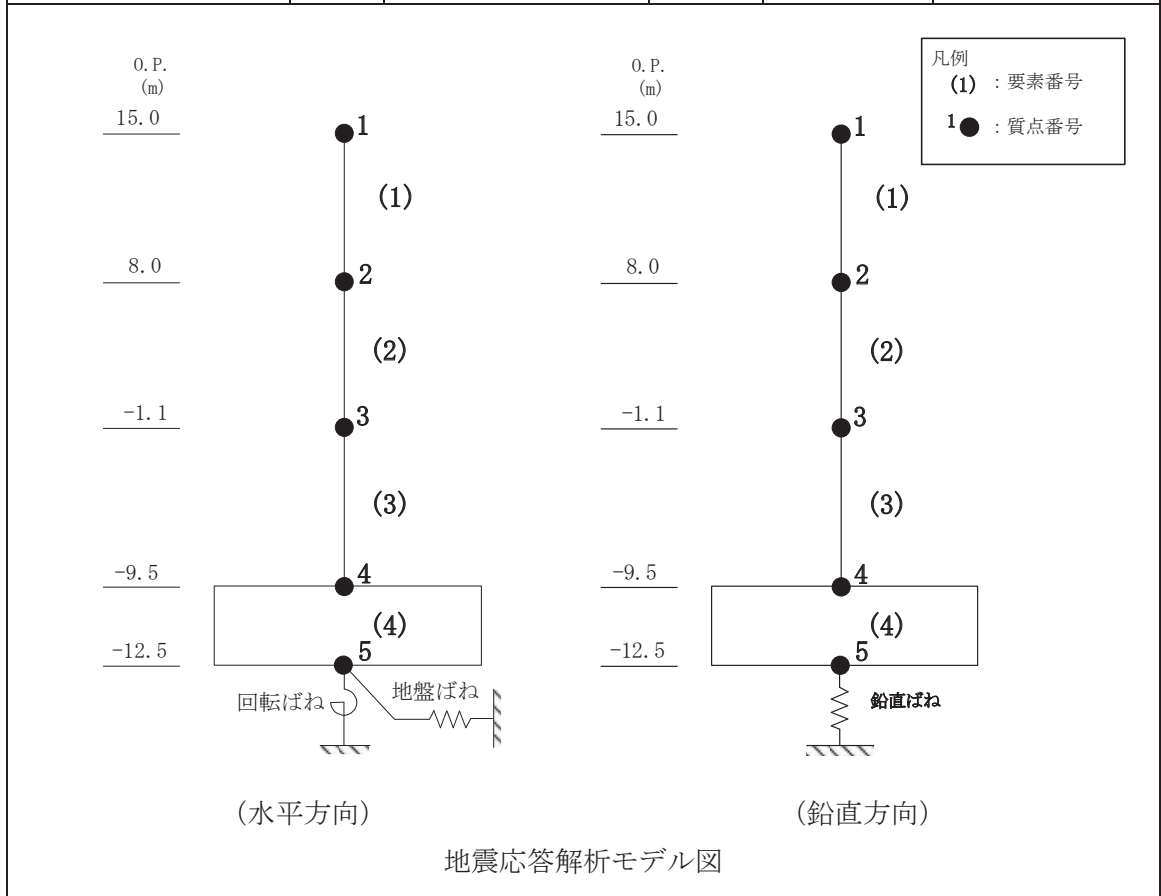 O.P.
(m)
15.0
8.0
-1.1
-9.5
-12.5
1
(1)
2
(2)
3
(3)
4
(4)
5
回転ばね
地盤ばね
(水平方向)
O.P.
(m)
15.0
8.0
-1.1
-9.5
-12.5
1
(1)
2
(2)
3
(3)
4
(4)
5
鉛直ばね
(鉛直方向)
凡例
(1) :要素番号
1● :質点番号
地震応答解析モデル図